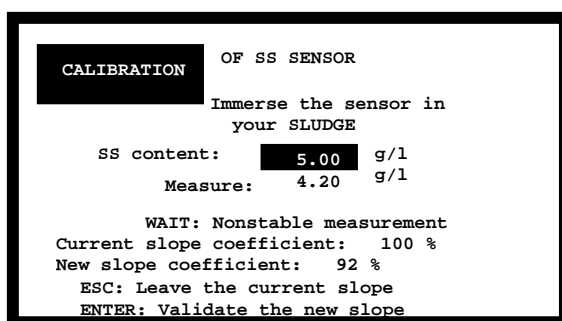 CALIBRATION OF SS SENSOR
Immerse the sensor in
your SLUDGE
SS content: 5.00 g/l
Measure: 4.20 g/l
WAIT: Nonstable measurement
Current slope coefficient: 100 %
New slope coefficient: 92 %
ESC: Leave the current slope
ENTER: Validate the new slope